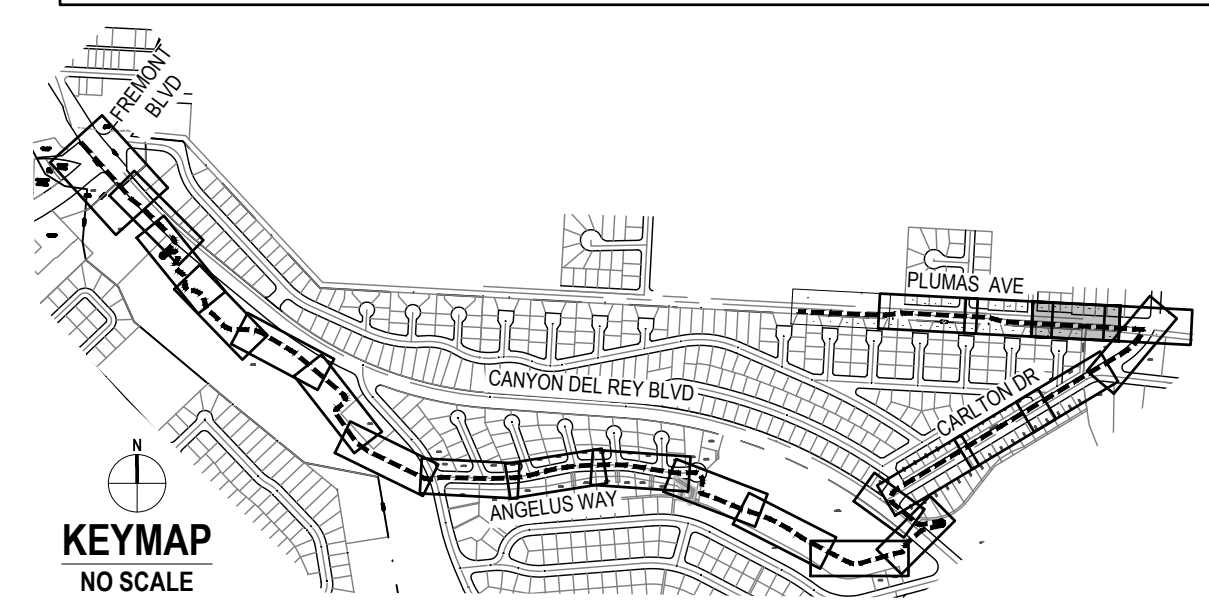 FREMONT
BLVD
PLUMAS AVE
CANYON DEL REY BLVD
CARLTON DR
ANGELUS WAY
N
KEYMAP
NO SCALE